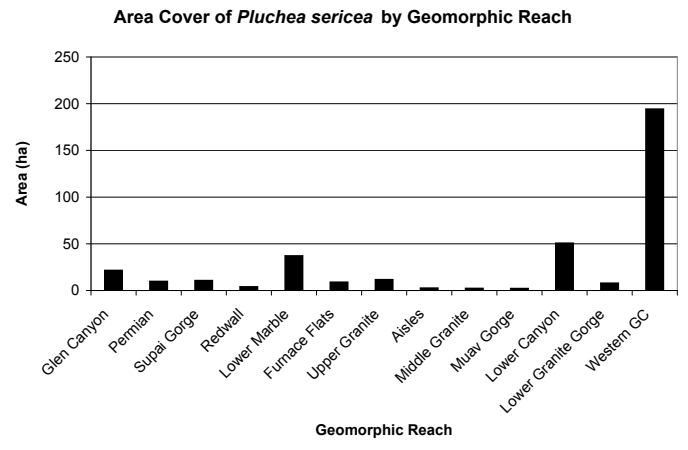 Area Cover of Pluchea sericea by Geomorphic Reach
250
200
150
100
50
0
Area (ha)
Glen Canyon
Permian
Supai Gorge
Redwall
Lower Marble
Furnace Flats
Upper Granite
Aisles
Middle Granite
Muav Gorge
Lower Canyon
Lower Granite Gorge
Western GC
Geomorphic Reach